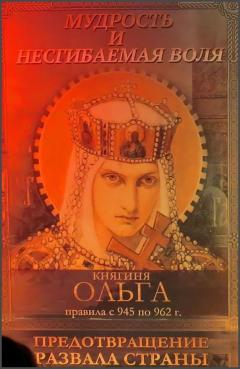 МУДРОСТЬ
И
НЕСГИБАЕМАЯ ВОЛЯ
КНЯГИНЯ
ОЛЬГА
правила с 945 по 962 г.
ПРЕДОТВРАЩЕНИЕ
РАЗВАЛА СТРАНЫ